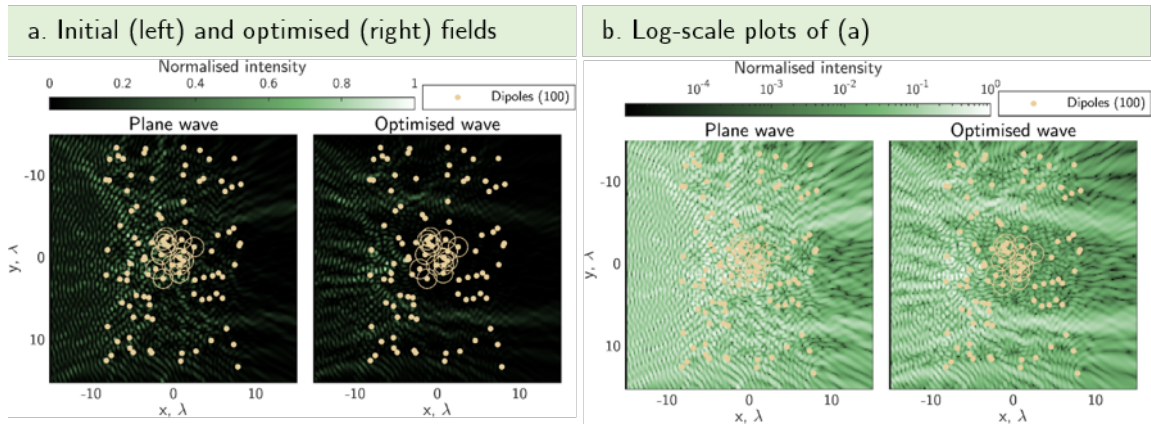 a. Initial (left) and optimised (right) fields
Normalised intensity
0 0.2 0.4 0.6 0.8 1
Dipoles (100)
Plane wave
Optimised wave
-10
0
10
y, λ
-10 0 10
-10 0 10
x, λ
x, λ
b. Log-scale plots of (a)
Normalised intensity
10⁻⁴ 10⁻³ 10⁻² 10⁻¹ 10⁰
Dipoles (100)
Plane wave
Optimised wave
-10
0
10
y, λ
-10 0 10
-10 0 10
x, λ
x, λ